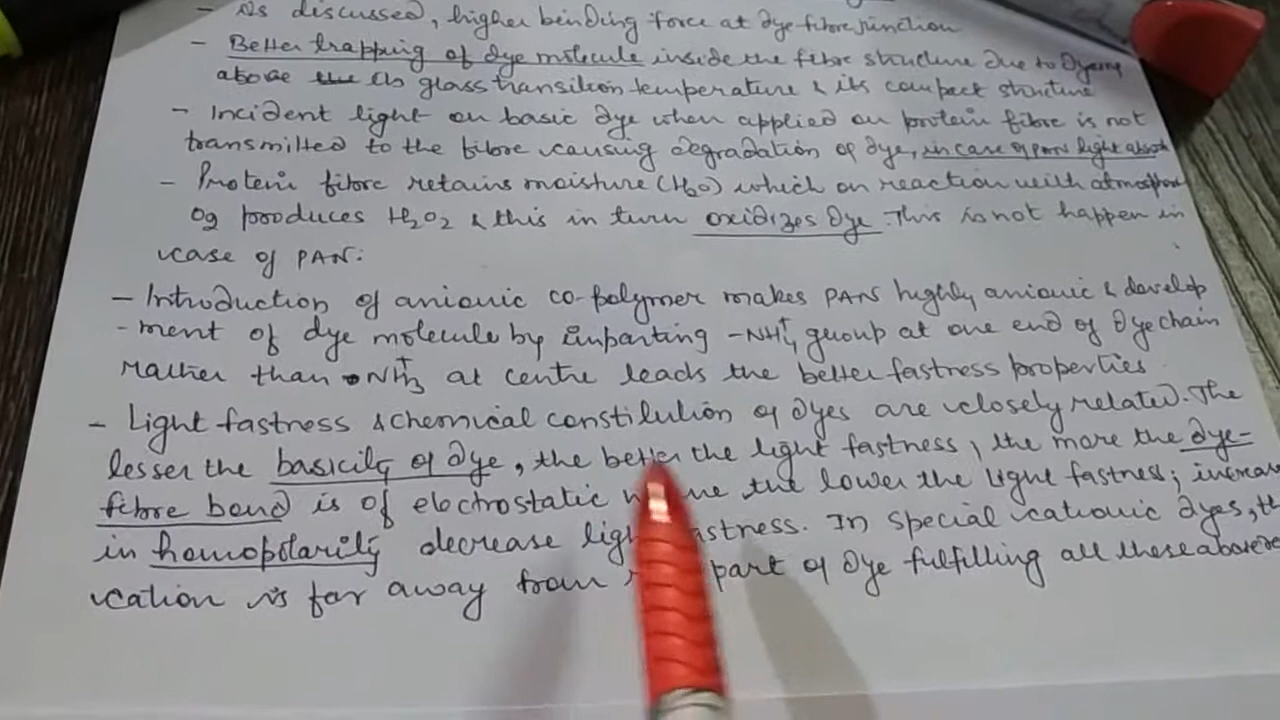 - As discussed, higher binding force at dye fibre junction
- Better trapping of dye molecule inside the fibre structure due to Dyeing
above the its glass transition temperature & its compact structure
- Incident light on basic dye when applied on protein fibre is not
transmitted to the fibre causing degradation of dye, in case of PAN light absor
- Protein fibre retains moisture (H₂O) which on reaction with atmospher
O₂ produces H₂O₂ & this in turn oxidizes dye. This is not happen in
case of PAN.
- Introduction of anionic co-polymer makes PAN highly anionic & develop
-ment of dye molecule by imparting -NH₄⁺ group at one end of dye chain
rather than NH₃⁺ at centre leads the better fastness properties
- Light fastness & chemical constitution of dyes are closely related. The
lesser the basicity of dye, the better the light fastness, the more the dye-
fibre bond is of electrostatic the lower the light fastness; increas
in homopolarity decrease light fastness. In special cationic dyes, th
cation is far away from part of dye fulfilling all these above